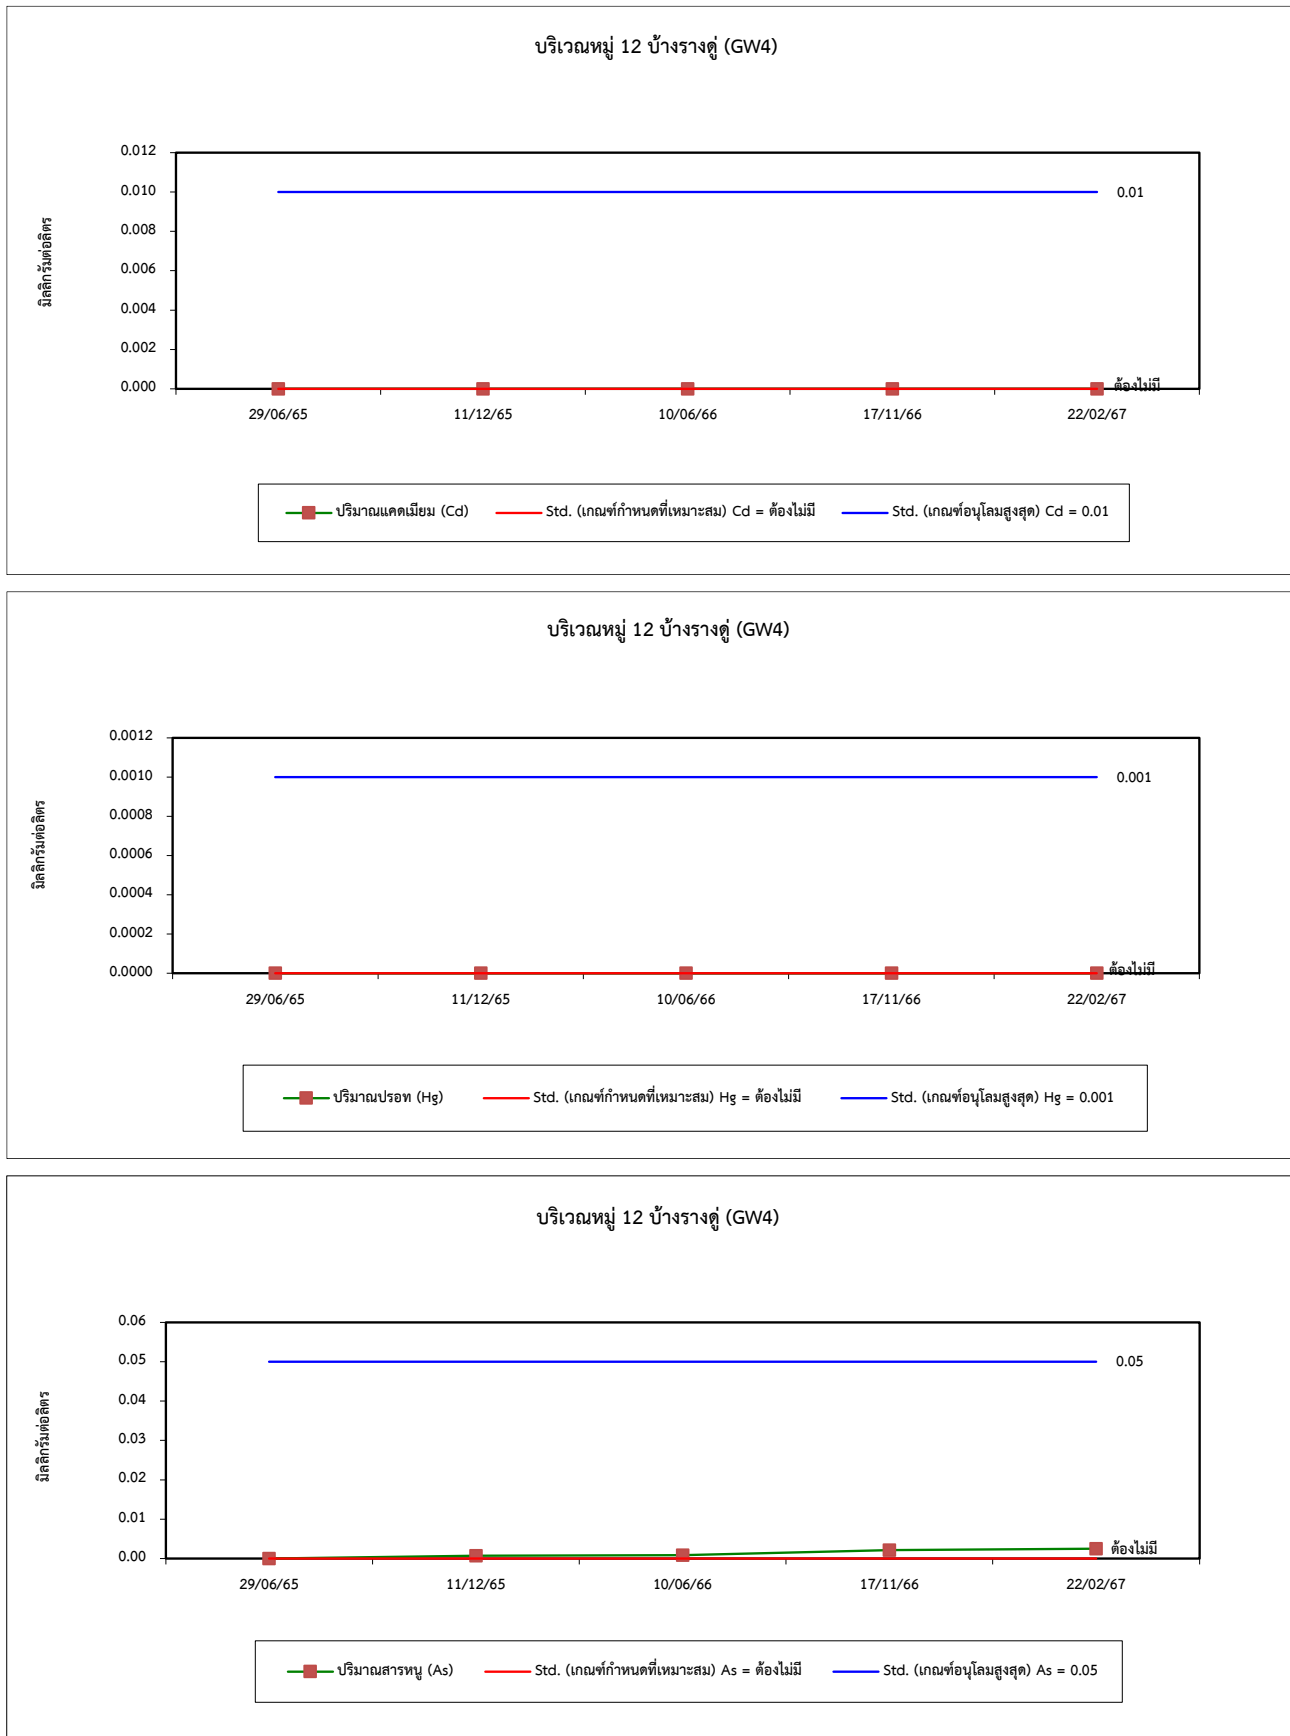 บริเวณหมู่ 12 บ้างรางดู่ (GW4)
มิลลิกรัมต่อลิตร
0.012
0.010
0.008
0.006
0.004
0.002
0.000
0.01
ต้องไม่มี
29/06/65 11/12/65 10/06/66 17/11/66 22/02/67
ปริมาณแคดเมียม (Cd) Std. (เกณฑ์กำหนดที่เหมาะสม) Cd = ต้องไม่มี Std. (เกณฑ์อนุโลมสูงสุด) Cd = 0.01
บริเวณหมู่ 12 บ้างรางดู่ (GW4)
มิลลิกรัมต่อลิตร
0.0012
0.0010
0.0008
0.0006
0.0004
0.0002
0.0000
0.001
ต้องไม่มี
29/06/65 11/12/65 10/06/66 17/11/66 22/02/67
ปริมาณปรอท (Hg) Std. (เกณฑ์กำหนดที่เหมาะสม) Hg = ต้องไม่มี Std. (เกณฑ์อนุโลมสูงสุด) Hg = 0.001
บริเวณหมู่ 12 บ้างรางดู่ (GW4)
มิลลิกรัมต่อลิตร
0.06
0.05
0.04
0.03
0.02
0.01
0.00
0.05
ต้องไม่มี
29/06/65 11/12/65 10/06/66 17/11/66 22/02/67
ปริมาณสารหนู (As) Std. (เกณฑ์กำหนดที่เหมาะสม) As = ต้องไม่มี Std. (เกณฑ์อนุโลมสูงสุด) As = 0.05